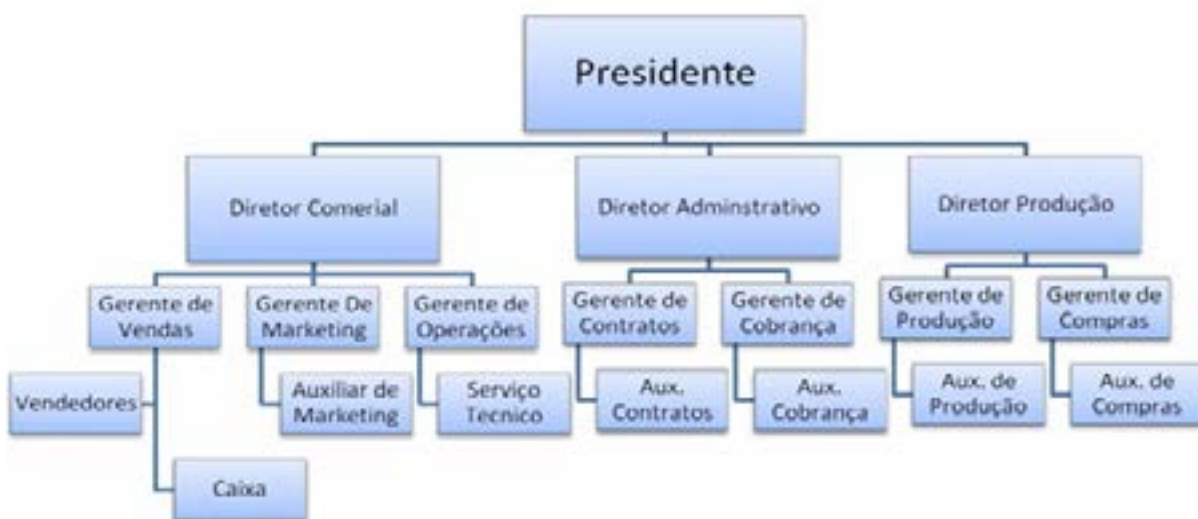 Presidente
Diretor Comerial
Diretor Adminstrativo
Diretor Produção
Gerente de
Vendas
Gerente De
Marketing
Gerente de
Operações
Gerente de
Contratos
Gerente de
Cobrança
Gerente de
Produção
Gerente de
Compras
Vendedores
Auxiliar de
Marketing
Serviço
Tecnico
Aux.
Contratos
Aux.
Cobrança
Aux. de
Produção
Aux. de
Compras
Caixa